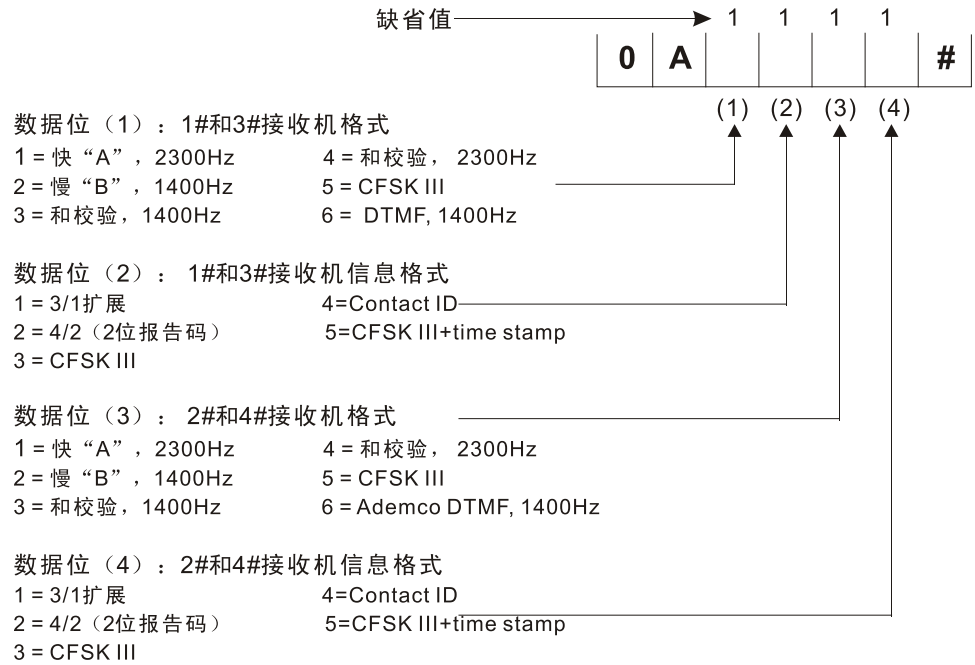 缺省值 1 1 1 1
0 A #
(1) (2) (3) (4)
数据位（1）：1#和3#接收机格式
1 = 快“A”，2300Hz 4 = 和校验， 2300Hz
2 = 慢“B”，1400Hz 5 = CFSK III
3 = 和校验，1400Hz 6 = DTMF, 1400Hz
数据位（2）： 1#和3#接收机信息格式
1 = 3/1扩展 4=Contact ID
2 = 4/2（2位报告码） 5=CFSK III+time stamp
3 = CFSK III
数据位（3）： 2#和4#接收机格式
1 = 快“A”，2300Hz 4 = 和校验， 2300Hz
2 = 慢“B”，1400Hz 5 = CFSK III
3 = 和校验，1400Hz 6 = Ademco DTMF, 1400Hz
数据位（4）：2#和4#接收机信息格式
1 = 3/1扩展 4=Contact ID
2 = 4/2（2位报告码） 5=CFSK III+time stamp
3 = CFSK III